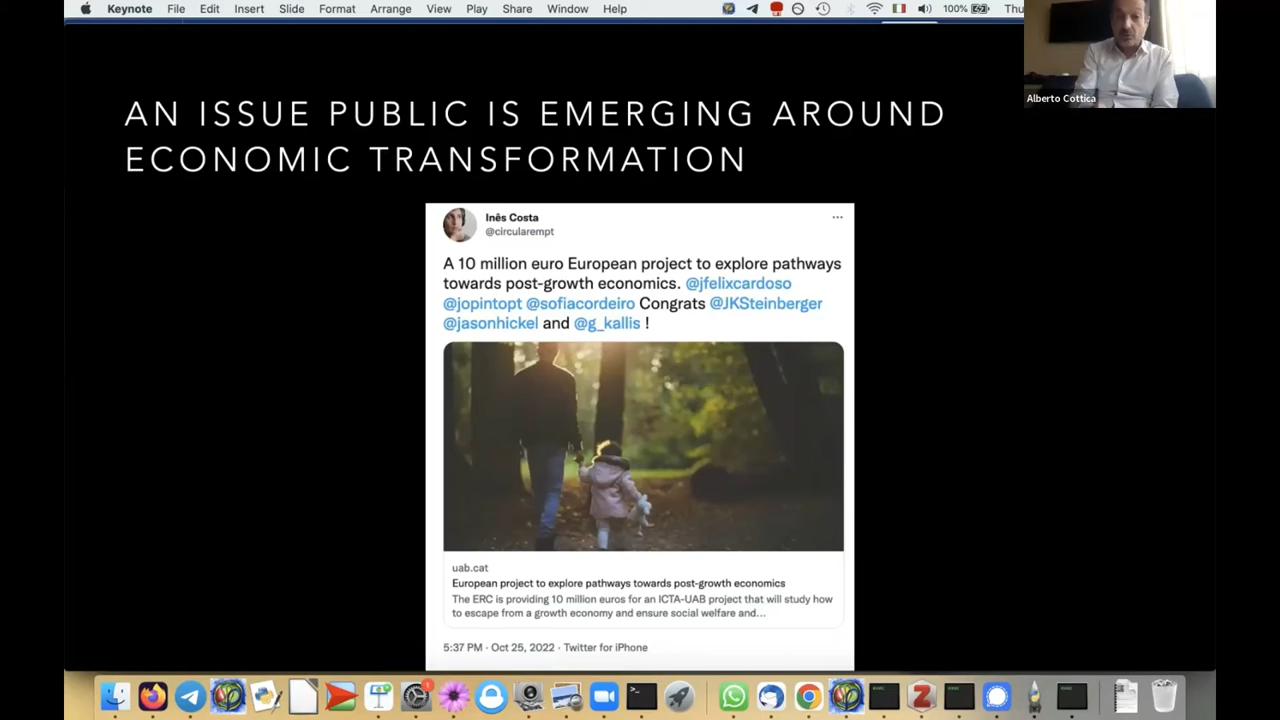 Keynote File Edit Insert Slide Format Arrange View Play Share Window Help 100% Thu
Alberto Cottica
AN ISSUE PUBLIC IS EMERGING AROUND
ECONOMIC TRANSFORMATION
Inês Costa
@circularempt
A 10 million euro European project to explore pathways
towards post-growth economics. @jfelixcardoso
@jopintopt @sofiacordeiro Congrats @JKSteinberger
@jasonhickel and @g_kallis !
uab.cat
European project to explore pathways towards post-growth economics
The ERC is providing 10 million euros for an ICTA-UAB project that will study how
to escape from a growth economy and ensure social welfare and...
5:37 PM · Oct 25, 2022 · Twitter for iPhone